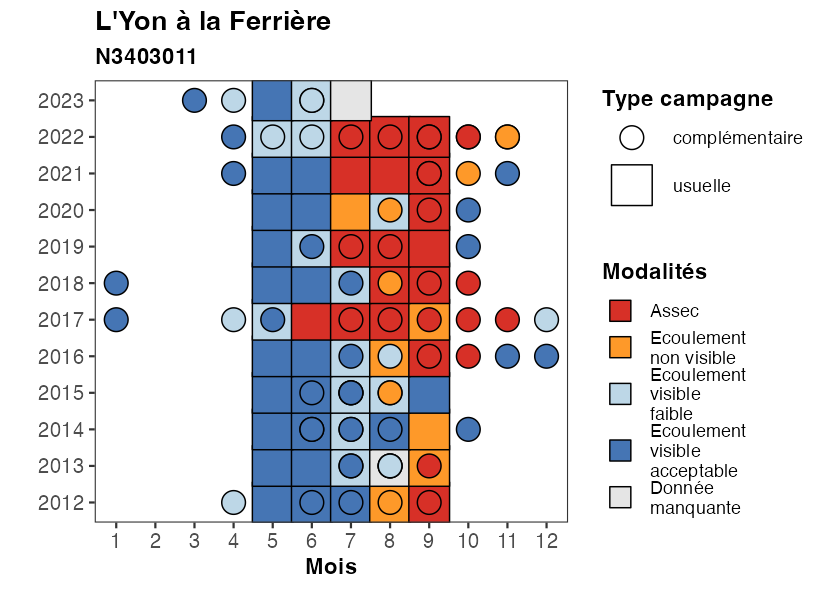 L'Yon à la Ferrière
N3403011
2023
2022
2021
2020
2019
2018
2017
2016
2015
2014
2013
2012
1 2 3 4 5 6 7 8 9 10 11 12
Mois
Type campagne
complémentaire
usuelle
Modalités
Assec
Ecoulement
non visible
Ecoulement
visible
faible
Ecoulement
visible
acceptable
Donnée
manquante